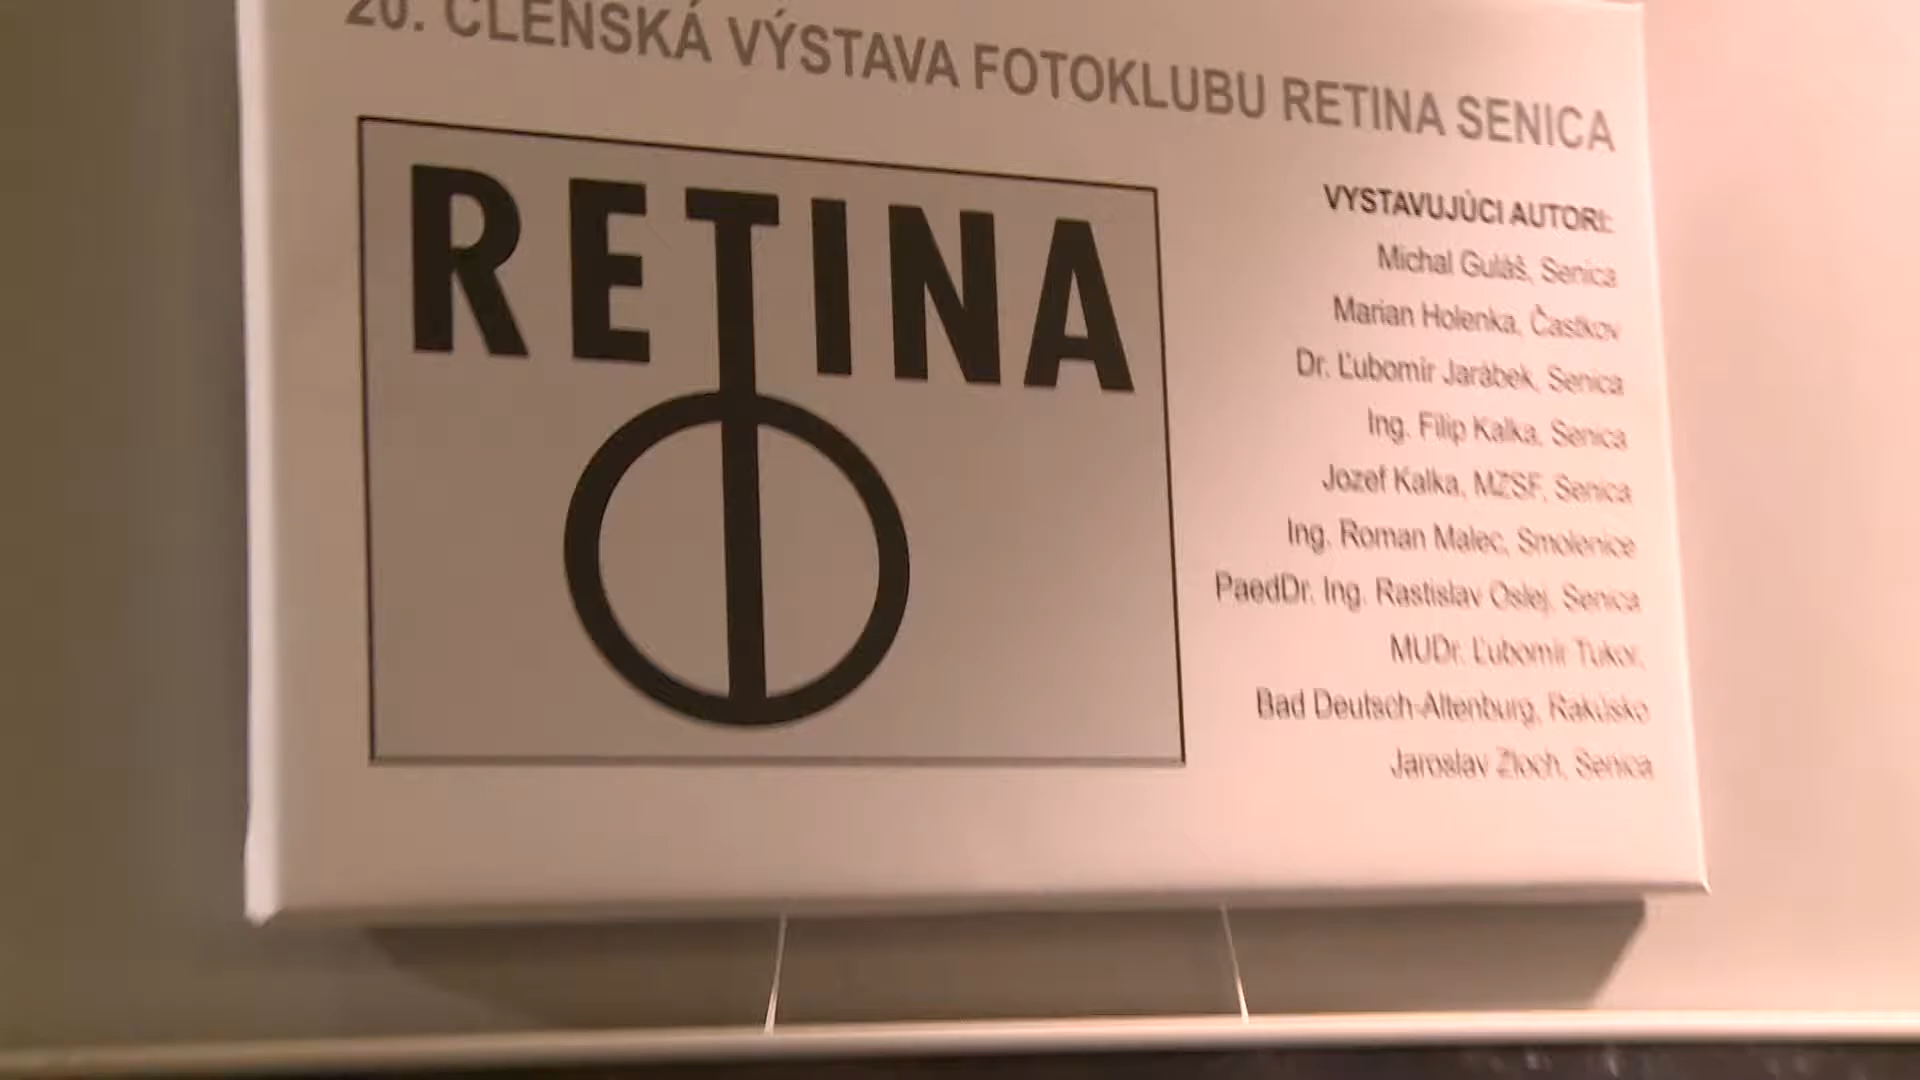 20. ČLENSKÁ VÝSTAVA FOTOKLUBU RETINA SENICA
RETINA
VYSTAVUJÚCI AUTORI:
Michal Guláš, Senica
Marian Holenka, Častkov
Dr. Ľubomír Jarábek, Senica
Ing. Filip Kalka, Senica
Jozef Kalka, MZSF, Senica
Ing. Roman Malec, Smolenice
PaedDr. Ing. Rastislav Oslej, Senica
MUDr. Ľubomír Tukor,
Bad Deutsch-Altenburg, Rakúsko
Jaroslav Zloch, Senica